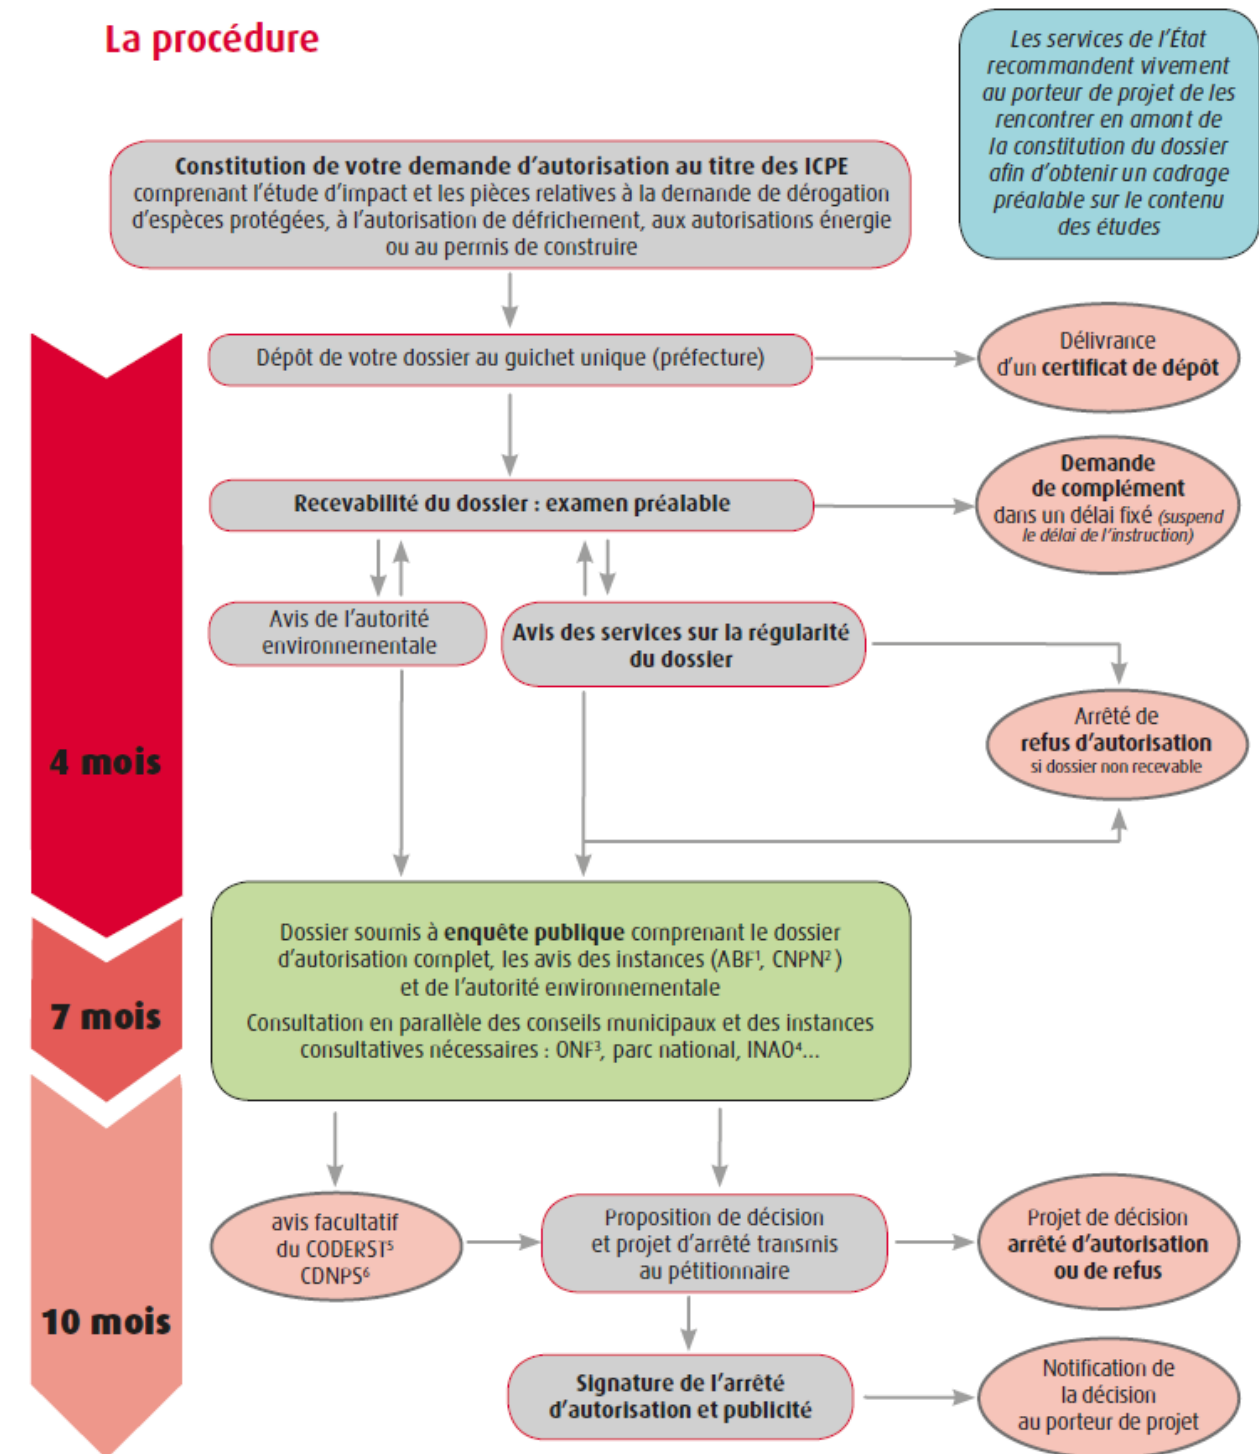 La procédure
Les services de l'État
recommandent vivement
au porteur de projet de les
rencontrer en amont de
la constitution du dossier
afin d'obtenir un cadrage
préalable sur le contenu
des études
Constitution de votre demande d'autorisation au titre des ICPE
comprenant l'étude d'impact et les pièces relatives à la demande de dérogation
d'espèces protégées, à l'autorisation de défrichement, aux autorisations énergie
ou au permis de construire
Dépôt de votre dossier au guichet unique (préfecture)
Délivrance
d'un certificat de dépôt
Recevabilité du dossier : examen préalable
Demande
de complément
dans un délai fixé (suspend
le délai de l'instruction)
Avis de l'autorité
environnementale
Avis des services sur la régularité
du dossier
Arrêté de
refus d'autorisation
si dossier non recevable
4 mois
Dossier soumis à enquête publique comprenant le dossier
d'autorisation complet, les avis des instances (ABF¹, CNPN²)
et de l'autorité environnementale
Consultation en parallèle des conseils municipaux et des instances
consultatives nécessaires : ONF³, parc national, INAO⁴...
7 mois
avis facultatif
du CODERST⁵
CDNPS⁶
Proposition de décision
et projet d'arrêté transmis
au pétitionnaire
Projet de décision
arrêté d'autorisation
ou de refus
10 mois
Signature de l'arrêté
d'autorisation et publicité
Notification de
la décision
au porteur de projet